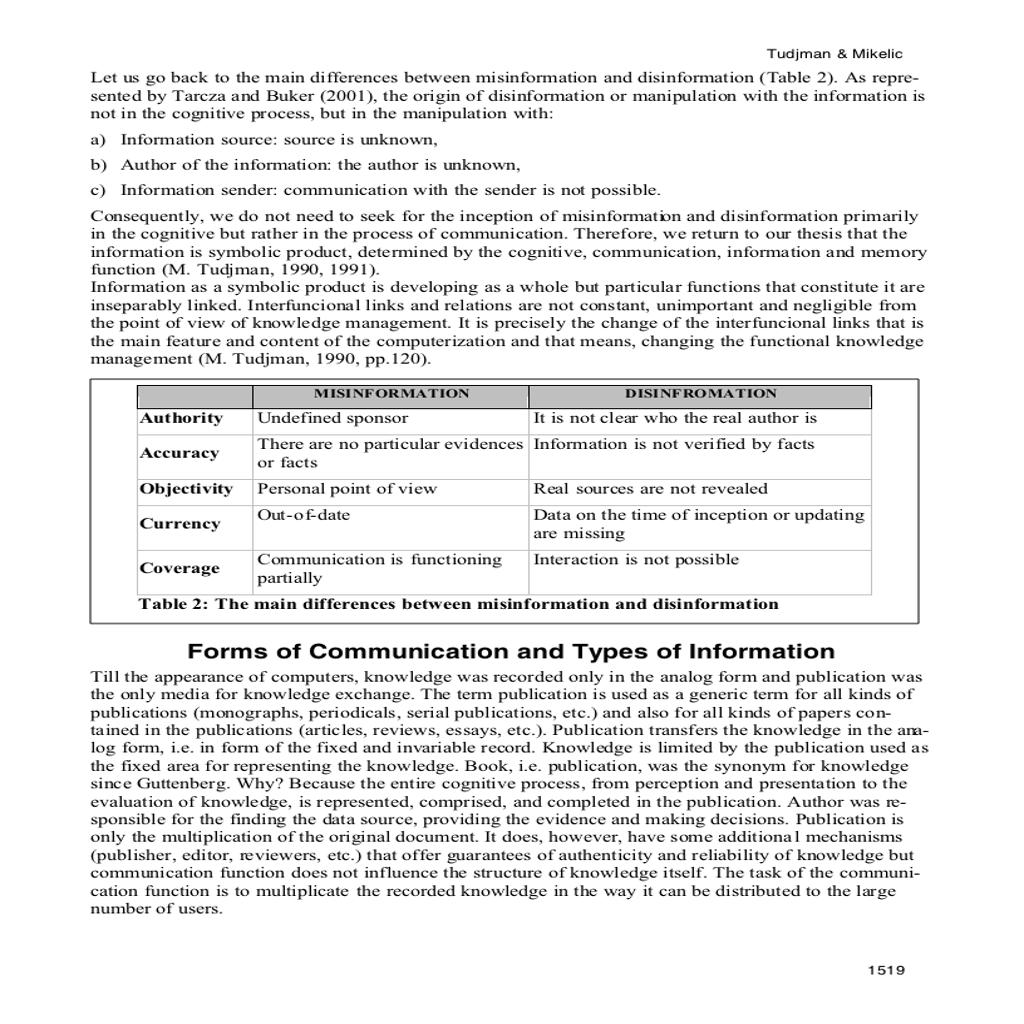 Tudjman & Mikelic
Let us go back to the main differences between misinformation and disinformation (Table 2). As repre-
sented by Tarcza and Buker (2001), the origin of disinformation or manipulation with the information is
not in the cognitive process, but in the manipulation with:
a) Information source: source is unknown,
b) Author of the information: the author is unknown,
c) Information sender: communication with the sender is not possible.
Consequently, we do not need to seek for the inception of misinformation and disinformation primarily
in the cognitive but rather in the process of communication. Therefore, we return to our thesis that the
information is symbolic product, determined by the cognitive, communication, information and memory
function (M. Tudjman, 1990, 1991).
Information as a symbolic product is developing as a whole but particular functions that constitute it are
inseparably linked. Interfuncional links and relations are not constant, unimportant and negligible from
the point of view of knowledge management. It is precisely the change of the interfuncional links that is
the main feature and content of the computerization and that means, changing the functional knowledge
management (M. Tudjman, 1990, pp.120).
MISINFORMATION DISINFROMATION
Authority Undefined sponsor It is not clear who the real author is
Accuracy There are no particular evidences Information is not verified by facts
or facts
Objectivity Personal point of view Real sources are not revealed
Currency Out-of-date Data on the time of inception or updating
are missing
Coverage Communication is functioning Interaction is not possible
partially
Table 2: The main differences between misinformation and disinformation
Forms of Communication and Types of Information
Till the appearance of computers, knowledge was recorded only in the analog form and publication was
the only media for knowledge exchange. The term publication is used as a generic term for all kinds of
publications (monographs, periodicals, serial publications, etc.) and also for all kinds of papers con-
tained in the publications (articles, reviews, essays, etc.). Publication transfers the knowledge in the ana-
log form, i.e. in form of the fixed and invariable record. Knowledge is limited by the publication used as
the fixed area for representing the knowledge. Book, i.e. publication, was the synonym for knowledge
since Guttenberg. Why? Because the entire cognitive process, from perception and presentation to the
evaluation of knowledge, is represented, comprised, and completed in the publication. Author was re-
sponsible for the finding the data source, providing the evidence and making decisions. Publication is
only the multiplication of the original document. It does, however, have some additional mechanisms
(publisher, editor, reviewers, etc.) that offer guarantees of authenticity and reliability of knowledge but
communication function does not influence the structure of knowledge itself. The task of the communi-
cation function is to multiplicate the recorded knowledge in the way it can be distributed to the large
number of users.
1519